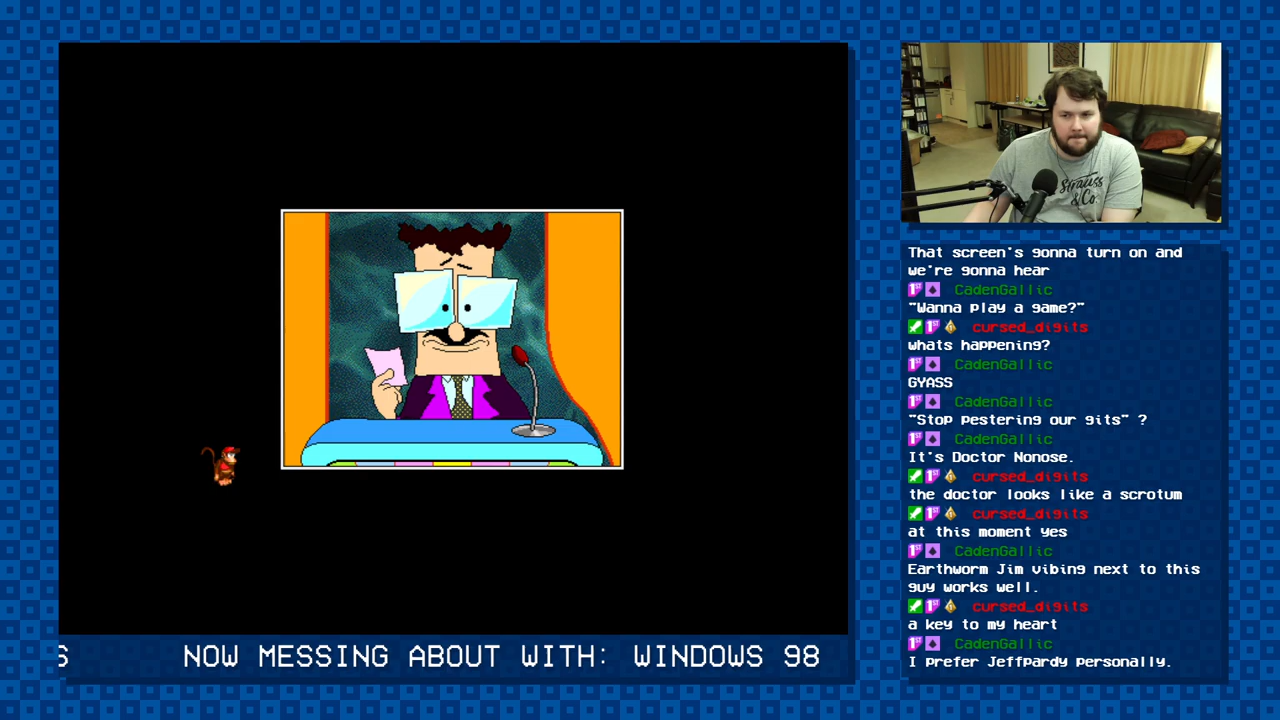 Strauss
& Co.
That screen's gonna turn on and
we're gonna hear
CadenGallic
"Wanna play a game?"
cursed_digits
whats happening?
CadenGallic
GYASS
CadenGallic
"Stop pestering our gits" ?
CadenGallic
It's Doctor Nonose.
cursed_digits
the doctor looks like a scrotum
cursed_digits
at this moment yes
CadenGallic
Earthworm Jim vibing next to this
guy works well.
cursed_digits
a key to my heart
CadenGallic
I prefer Jeffpardy personally.
S NOW MESSING ABOUT WITH: WINDOWS 98